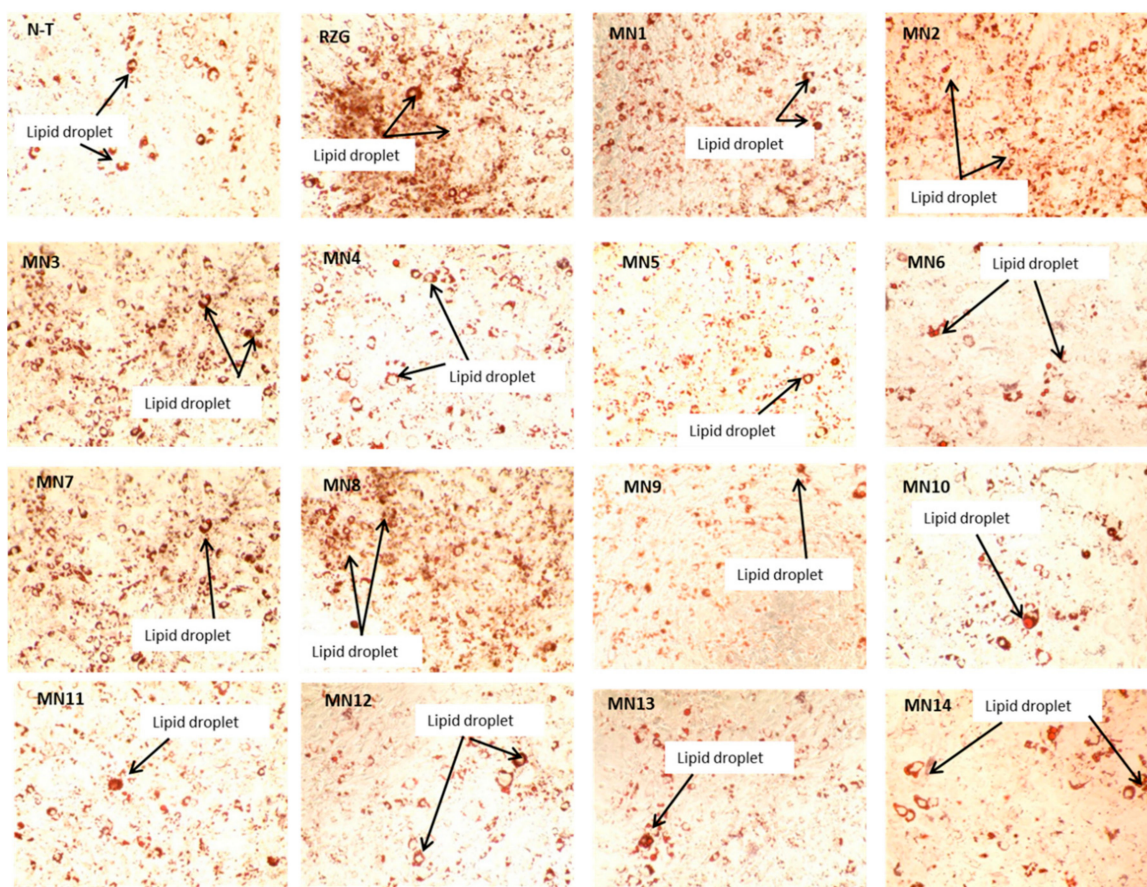 N-T
Lipid droplet
RZG
Lipid droplet
MN1
Lipid droplet
MN2
Lipid droplet
MN3
Lipid droplet
MN4
Lipid droplet
MN5
Lipid droplet
MN6
Lipid droplet
MN7
Lipid droplet
MN8
Lipid droplet
MN9
Lipid droplet
MN10
Lipid droplet
MN11
Lipid droplet
MN12
Lipid droplet
MN13
Lipid droplet
MN14
Lipid droplet